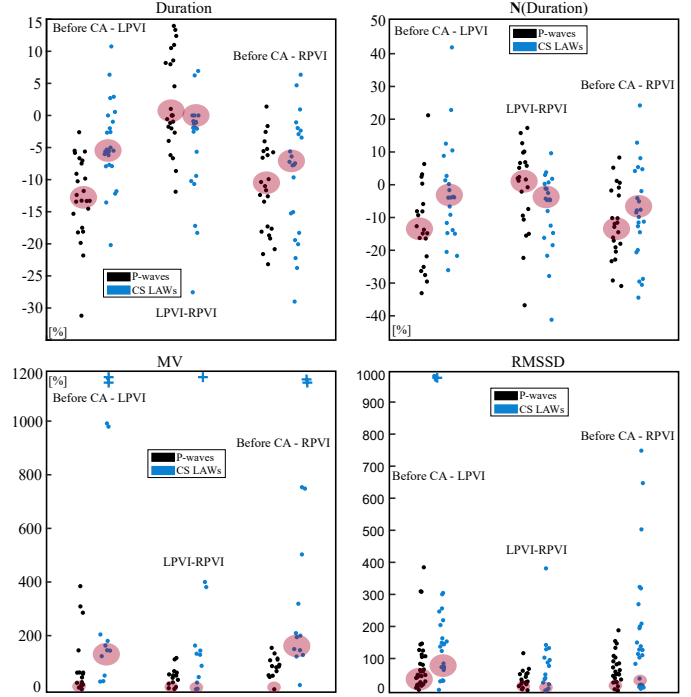 Duration
N(Duration)
15
10
5
0
-5
-10
-15
-20
-25
-30
[%]
Before CA - LPVI
Before CA - RPVI
P-waves
CS LAWs
LPVI-RPVI
50
40
30
20
10
0
-10
-20
-30
-40
[%]
Before CA - LPVI
P-waves
CS LAWs
Before CA - RPVI
LPVI-RPVI
MV
RMSSD
1200
1000
800
600
400
200
0
[%]
Before CA - LPVI
Before CA - RPVI
P-waves
CS LAWs
LPVI-RPVI
1000
900
800
700
600
500
400
300
200
100
0
P-waves
CS LAWs
Before CA - RPVI
Before CA - LPVI
LPVI-RPVI